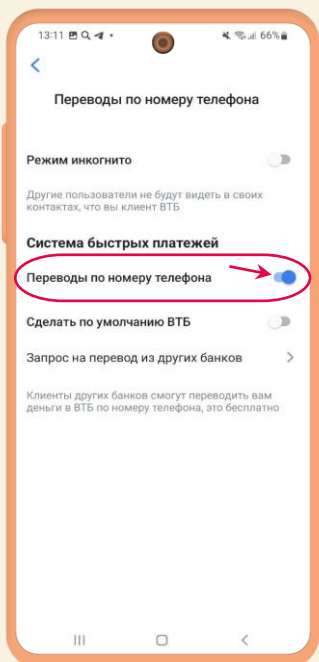 13:11 66%
Переводы по номеру телефона
Режим инкогнито
Другие пользователи не будут видеть в своих
контактах, что вы клиент ВТБ
Система быстрых платежей
Переводы по номеру телефона
Сделать по умолчанию ВТБ
Запрос на перевод из других банков
Клиенты других банков смогут переводить вам
деньги в ВТБ по номеру телефона, это бесплатно